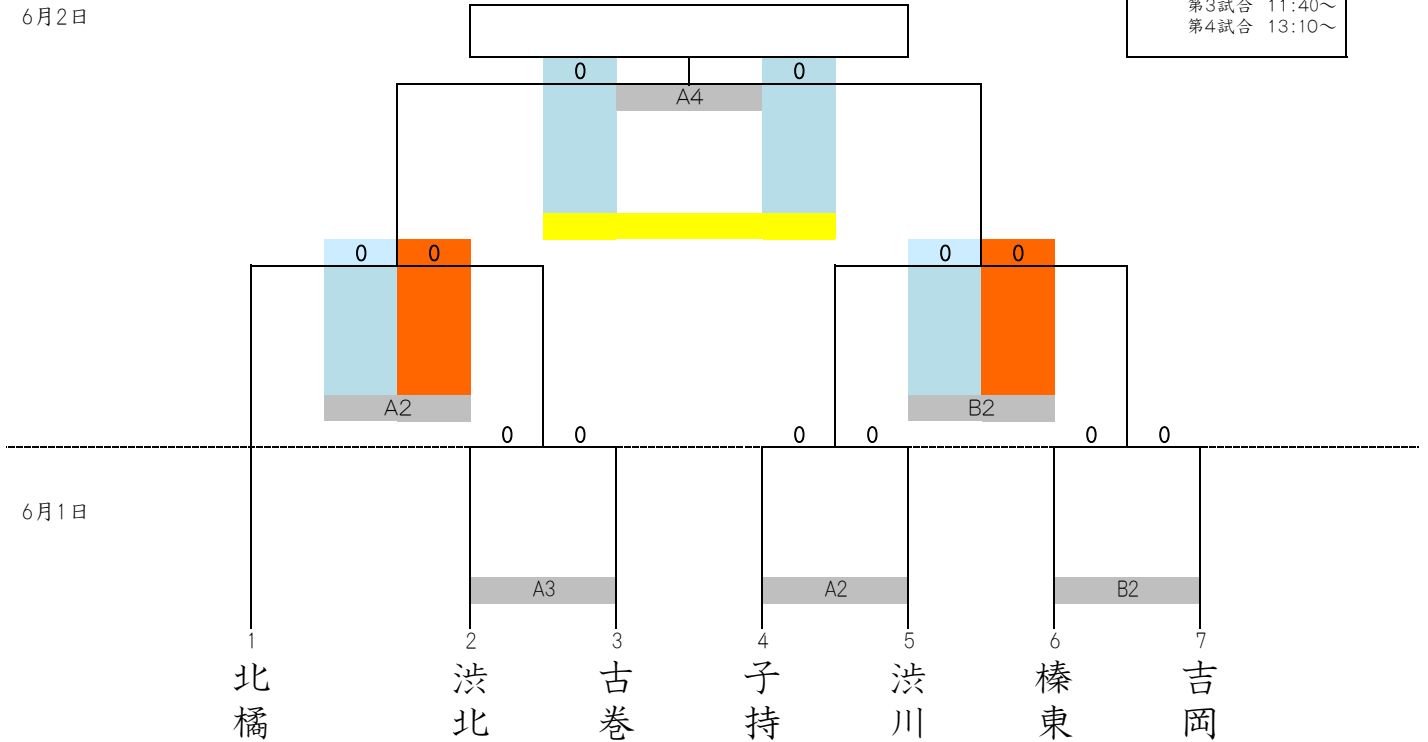 第3試合 11:40～
6月2日
第4試合 13:10～
0 0
A4
0 0 0 0
A2 B2
0 0 0 0 0 0
6月1日
A3 A2 B2
1 2 3 4 5 6 7
北橘 渋北 古巻 子持 渋川 榛東 吉岡